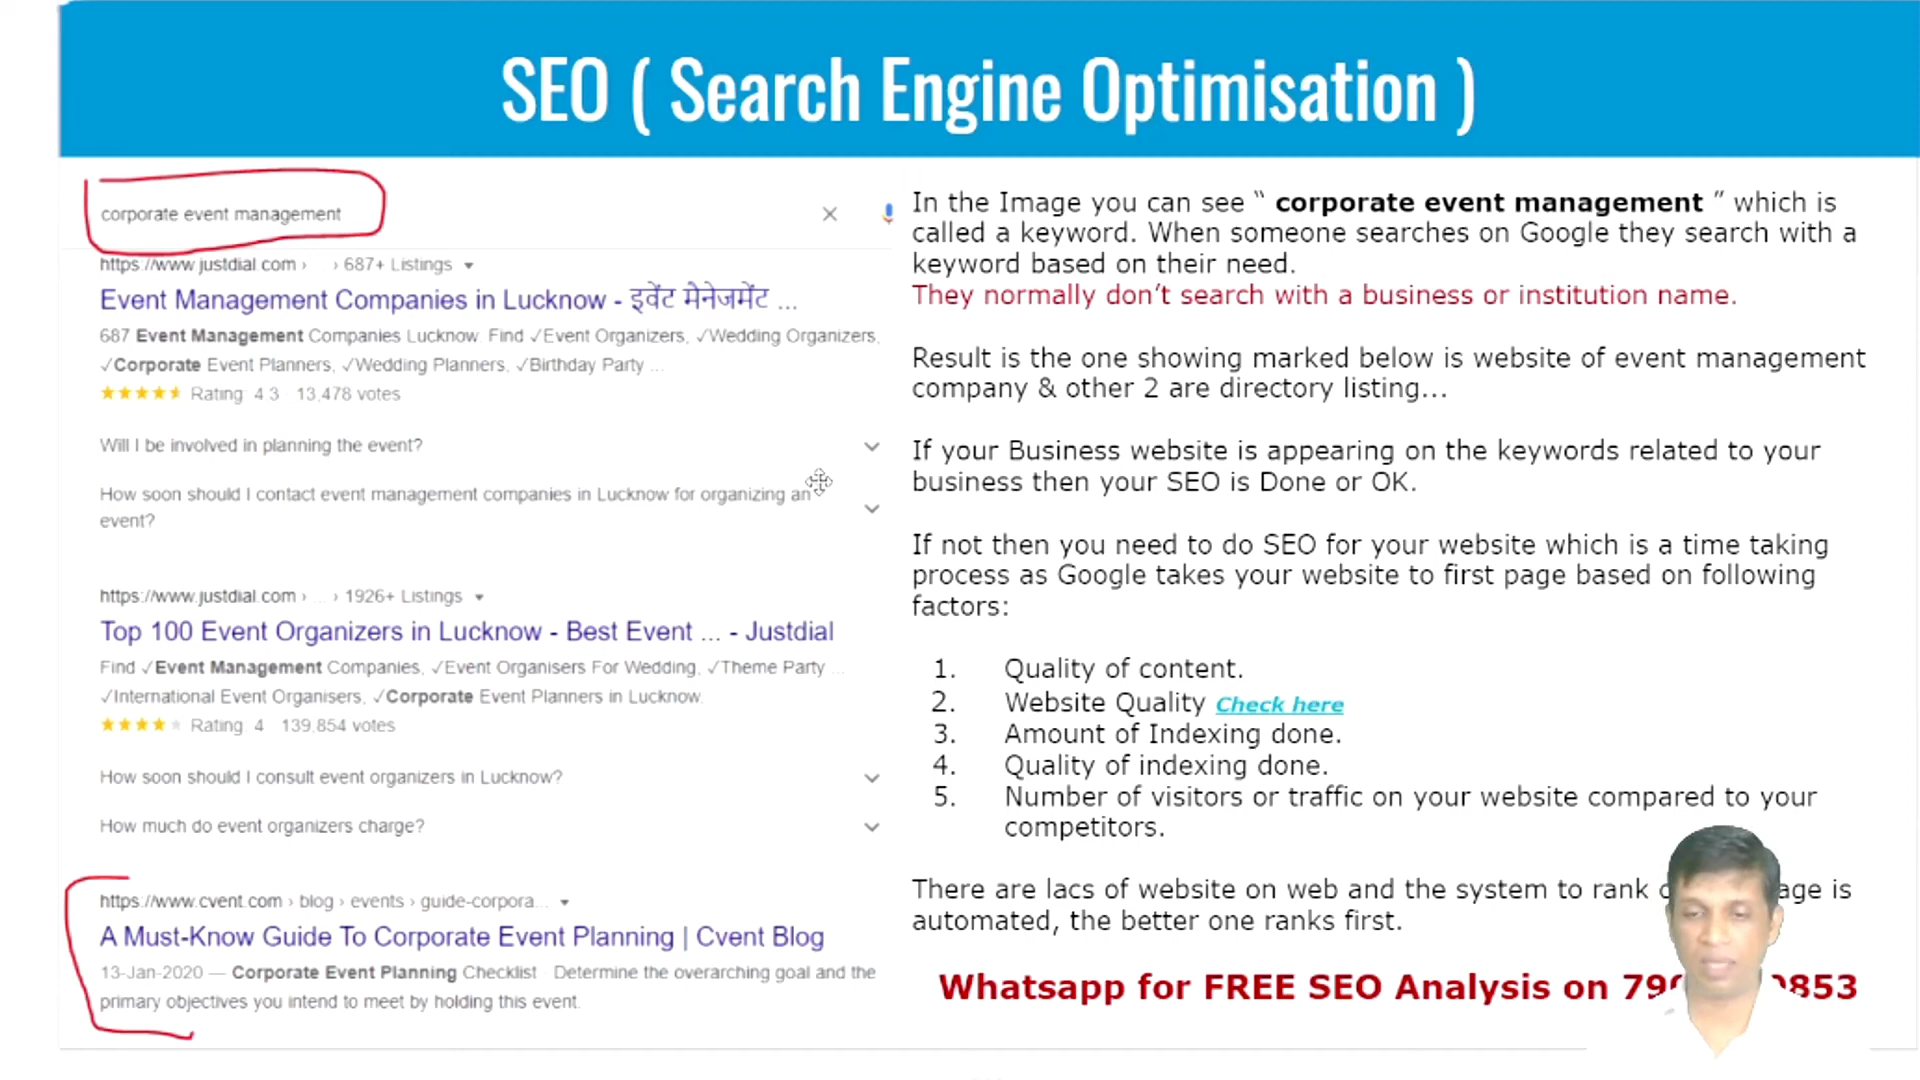 SEO ( Search Engine Optimisation )
corporate event management
https://www.justdial.com › › 687+ Listings
Event Management Companies in Lucknow - इवेंट मैनेजमेंट ...
687 Event Management Companies Lucknow. Find ✓Event Organizers, ✓Wedding Organizers,
✓Corporate Event Planners, ✓Wedding Planners, ✓Birthday Party ...
Rating 4.3 · 13,478 votes
Will I be involved in planning the event?
How soon should I contact event management companies in Lucknow for organizing an
event?
https://www.justdial.com › ... › 1926+ Listings
Top 100 Event Organizers in Lucknow - Best Event ... - Justdial
Find ✓Event Management Companies, ✓Event Organisers For Wedding, ✓Theme Party ...
✓International Event Organisers, ✓Corporate Event Planners in Lucknow.
Rating 4 139,854 votes
How soon should I consult event organizers in Lucknow?
How much do event organizers charge?
https://www.cvent.com › blog › events › guide-corpora...
A Must-Know Guide To Corporate Event Planning | Cvent Blog
13-Jan-2020 — Corporate Event Planning Checklist · Determine the overarching goal and the
primary objectives you intend to meet by holding this event.
In the Image you can see “ corporate event management ” which is
called a keyword. When someone searches on Google they search with a
keyword based on their need.
They normally don’t search with a business or institution name.
Result is the one showing marked below is website of event management
company & other 2 are directory listing...
If your Business website is appearing on the keywords related to your
business then your SEO is Done or OK.
If not then you need to do SEO for your website which is a time taking
process as Google takes your website to first page based on following
factors:
1. Quality of content.
2. Website Quality Check here
3. Amount of Indexing done.
4. Quality of indexing done.
5. Number of visitors or traffic on your website compared to your
competitors.
There are lacs of website on web and the system to rank is
automated, the better one ranks first.
Whatsapp for FREE SEO Analysis on